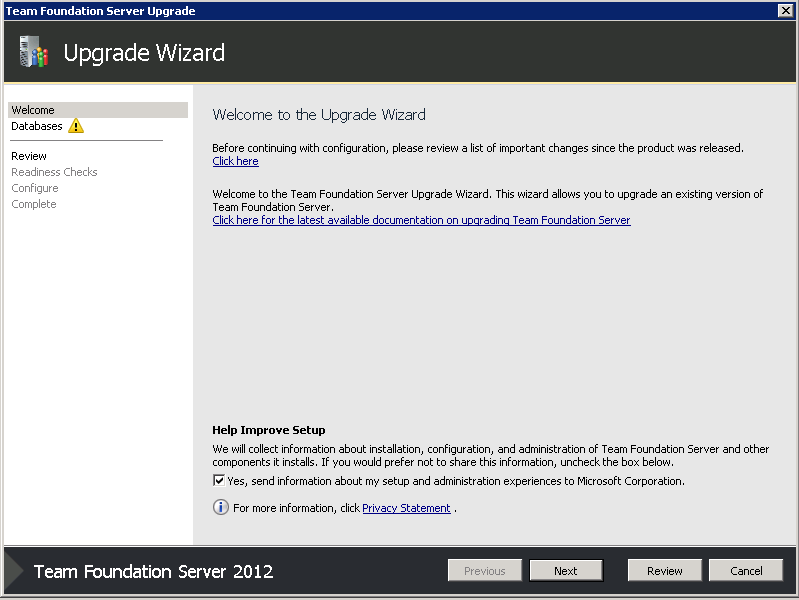 Team Foundation Server Upgrade
Upgrade Wizard
Welcome
Databases
Review
Readiness Checks
Configure
Complete
Welcome to the Upgrade Wizard
Before continuing with configuration, please review a list of important changes since the product was released.
Click here
Welcome to the Team Foundation Server Upgrade Wizard. This wizard allows you to upgrade an existing version of
Team Foundation Server.
Click here for the latest available documentation on upgrading Team Foundation Server
Help Improve Setup
We will collect information about installation, configuration, and administration of Team Foundation Server and other
components it installs. If you would prefer not to share this information, uncheck the box below.
Yes, send information about my setup and administration experiences to Microsoft Corporation.
For more information, click Privacy Statement .
Team Foundation Server 2012
Previous
Next
Review
Cancel